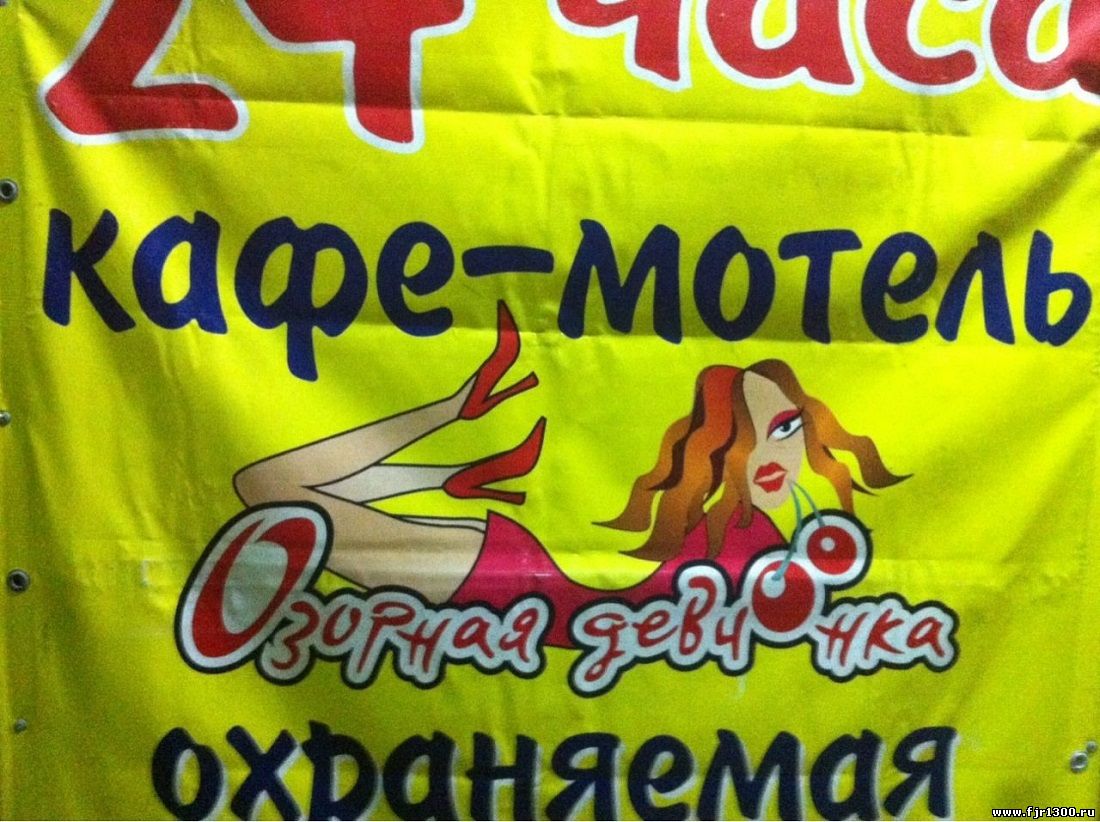 24 часа
кафе-мотель
Озорная девчонка
охраняемая
www.fjr1300.ru